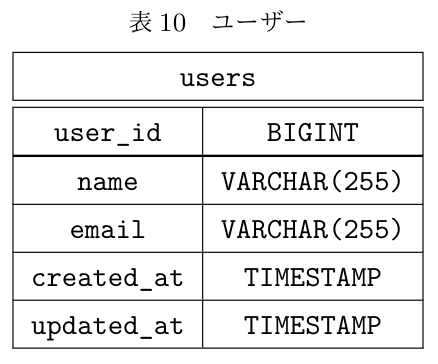 表 10　ユーザー
users
user_id BIGINT
name VARCHAR(255)
email VARCHAR(255)
created_at TIMESTAMP
updated_at TIMESTAMP